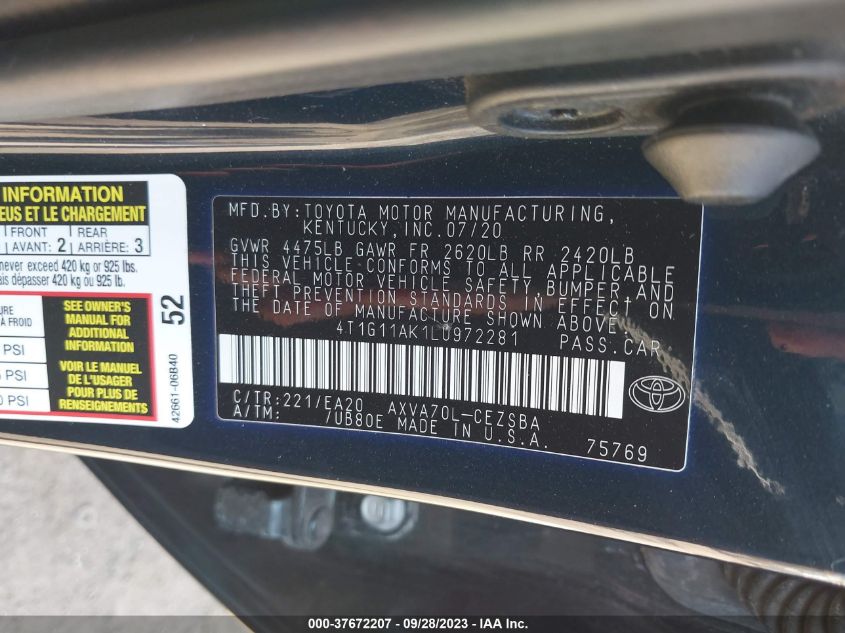 INFORMATION
EUS ET LE CHARGEMENT
FRONT
AVANT: 2
REAR
ARRIÈRE: 3
never exceed 420 kg or 925 lbs.
ais dépasser 420 kg ou 925 lb.
À FROID
PSI
PSI
PSI
SEE OWNER'S
MANUAL FOR
ADDITIONAL
INFORMATION
VOIR LE MANUEL
DE L'USAGER
POUR PLUS DE
RENSEIGNEMENTS
52
42661-06B40
MFD.BY:TOYOTA MOTOR MANUFACTURING,
KENTUCKY, INC.07/20
GVWR 4475LB GAWR FR 2620LB RR 2420LB
THIS VEHICLE CONFORMS TO ALL APPLICABLE
FEDERAL MOTOR VEHICLE SAFETY, BUMPER, AND
THEFT PREVENTION STANDARDS IN EFFECT ON
THE DATE OF MANUFACTURE SHOWN ABOVE.
4T1G11AK1LU972281 PASS.CAR
C/TR:221/EA20 AXVA70L-CEZSBA
A/TM: 7UB80E MADE IN U.S.A.
75769
000-37672207 - 09/28/2023 - IAA Inc.